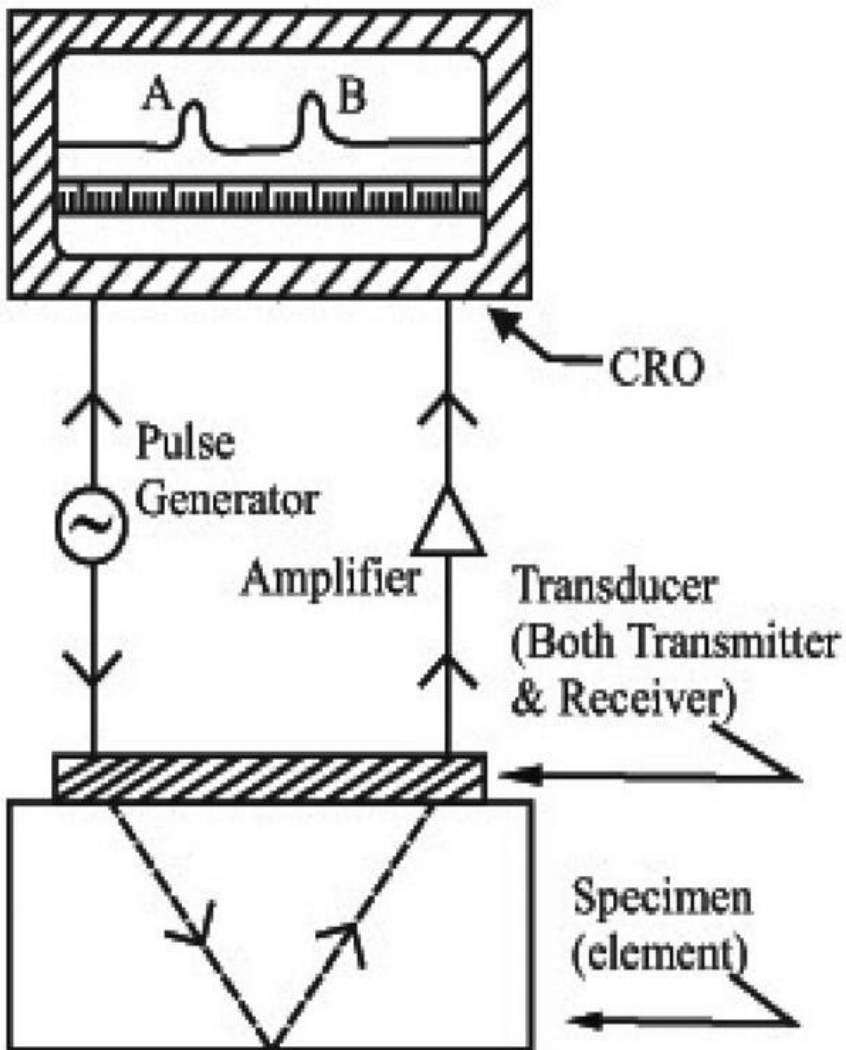 A
B
CRO
Pulse
Generator
~
Amplifier
Transducer
(Both Transmitter
& Receiver)
Specimen
(element)